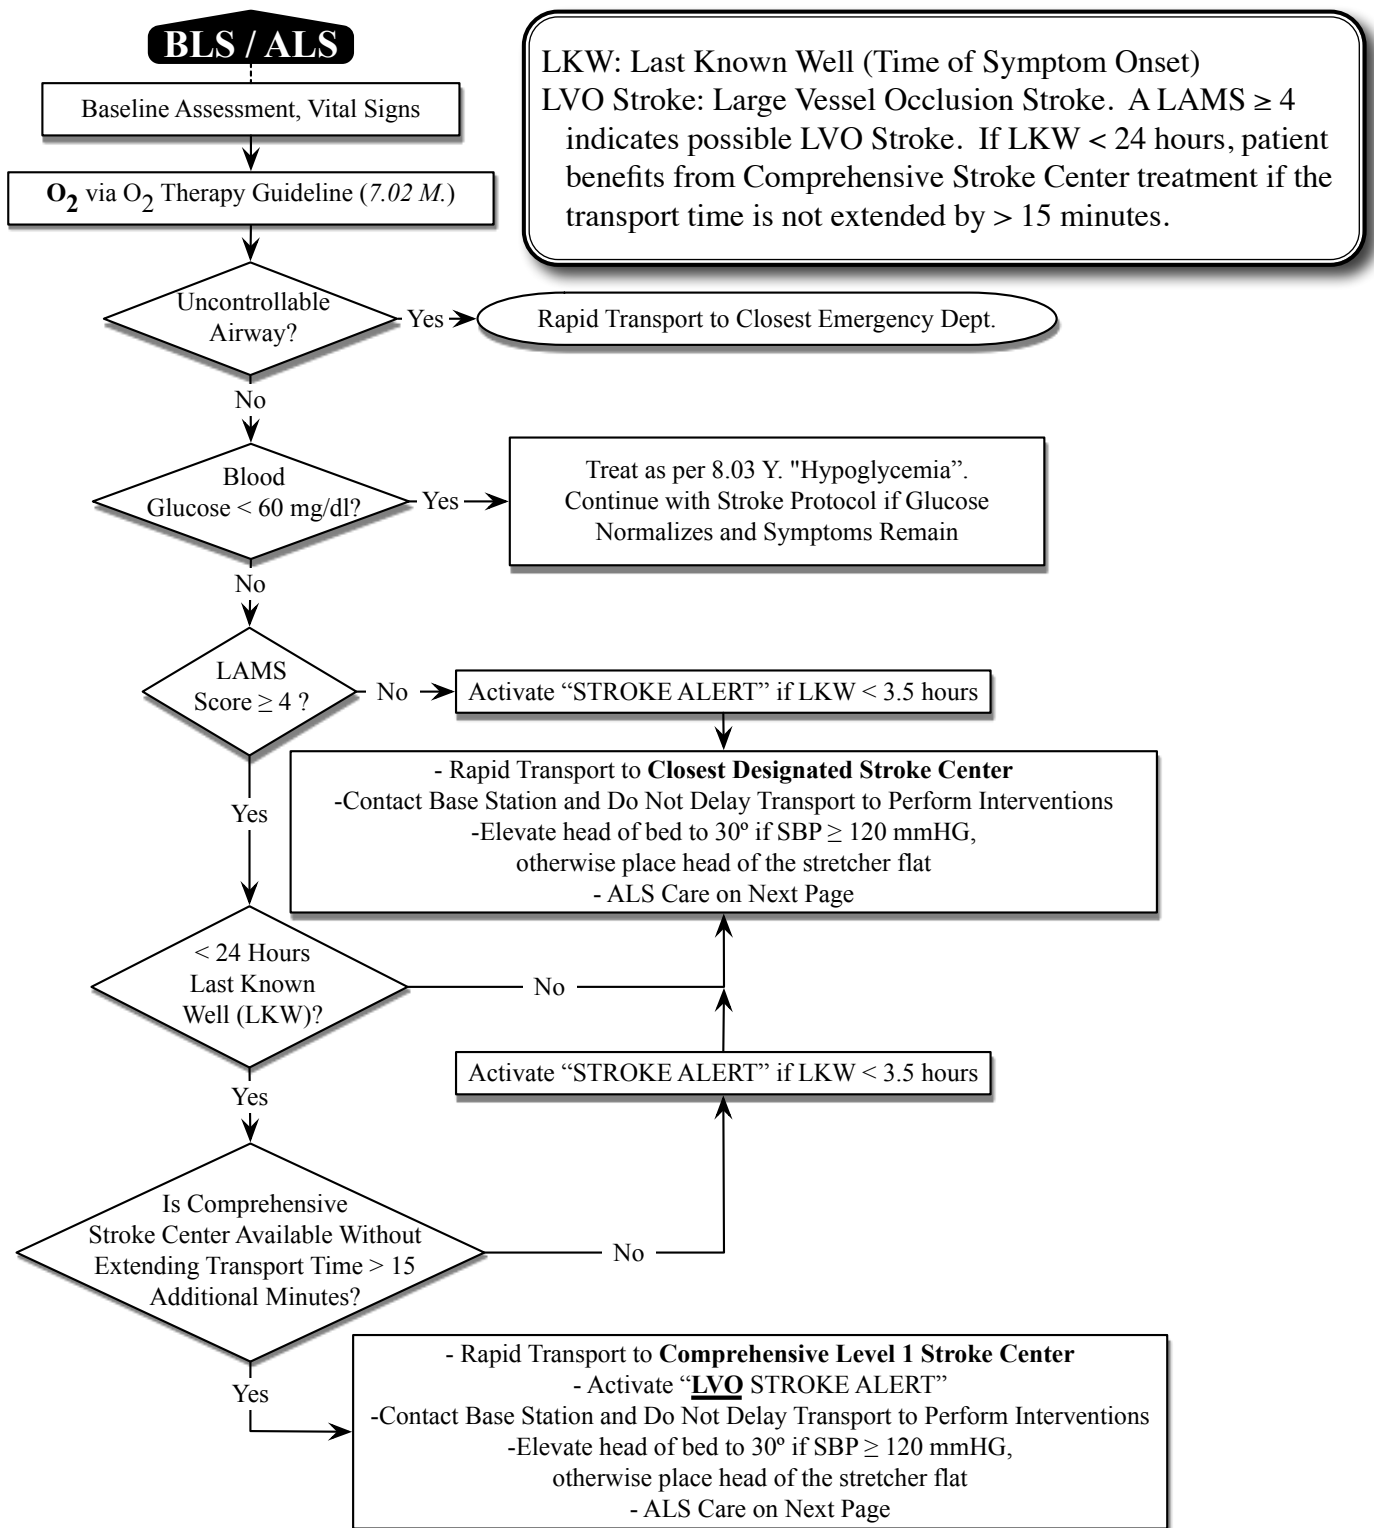 BLS / ALS
LKW: Last Known Well (Time of Symptom Onset)
LVO Stroke: Large Vessel Occlusion Stroke. A LAMS ≥ 4
indicates possible LVO Stroke. If LKW < 24 hours, patient
benefits from Comprehensive Stroke Center treatment if the
transport time is not extended by > 15 minutes.
Baseline Assessment, Vital Signs
O2 via O2 Therapy Guideline (7.02 M.)
Uncontrollable
Airway?
Yes
Rapid Transport to Closest Emergency Dept.
No
Blood
Glucose < 60 mg/dl?
Yes
Treat as per 8.03 Y. "Hypoglycemia”.
Continue with Stroke Protocol if Glucose
Normalizes and Symptoms Remain
No
LAMS
Score ≥ 4 ?
No
Activate “STROKE ALERT” if LKW < 3.5 hours
- Rapid Transport to Closest Designated Stroke Center
-Contact Base Station and Do Not Delay Transport to Perform Interventions
-Elevate head of bed to 30º if SBP ≥ 120 mmHG,
otherwise place head of the stretcher flat
- ALS Care on Next Page
Yes
< 24 Hours
Last Known
Well (LKW)?
No
Activate “STROKE ALERT” if LKW < 3.5 hours
Yes
Is Comprehensive
Stroke Center Available Without
Extending Transport Time > 15
Additional Minutes?
No
Yes
- Rapid Transport to Comprehensive Level 1 Stroke Center
- Activate “LVO STROKE ALERT”
-Contact Base Station and Do Not Delay Transport to Perform Interventions
-Elevate head of bed to 30º if SBP ≥ 120 mmHG,
otherwise place head of the stretcher flat
- ALS Care on Next Page